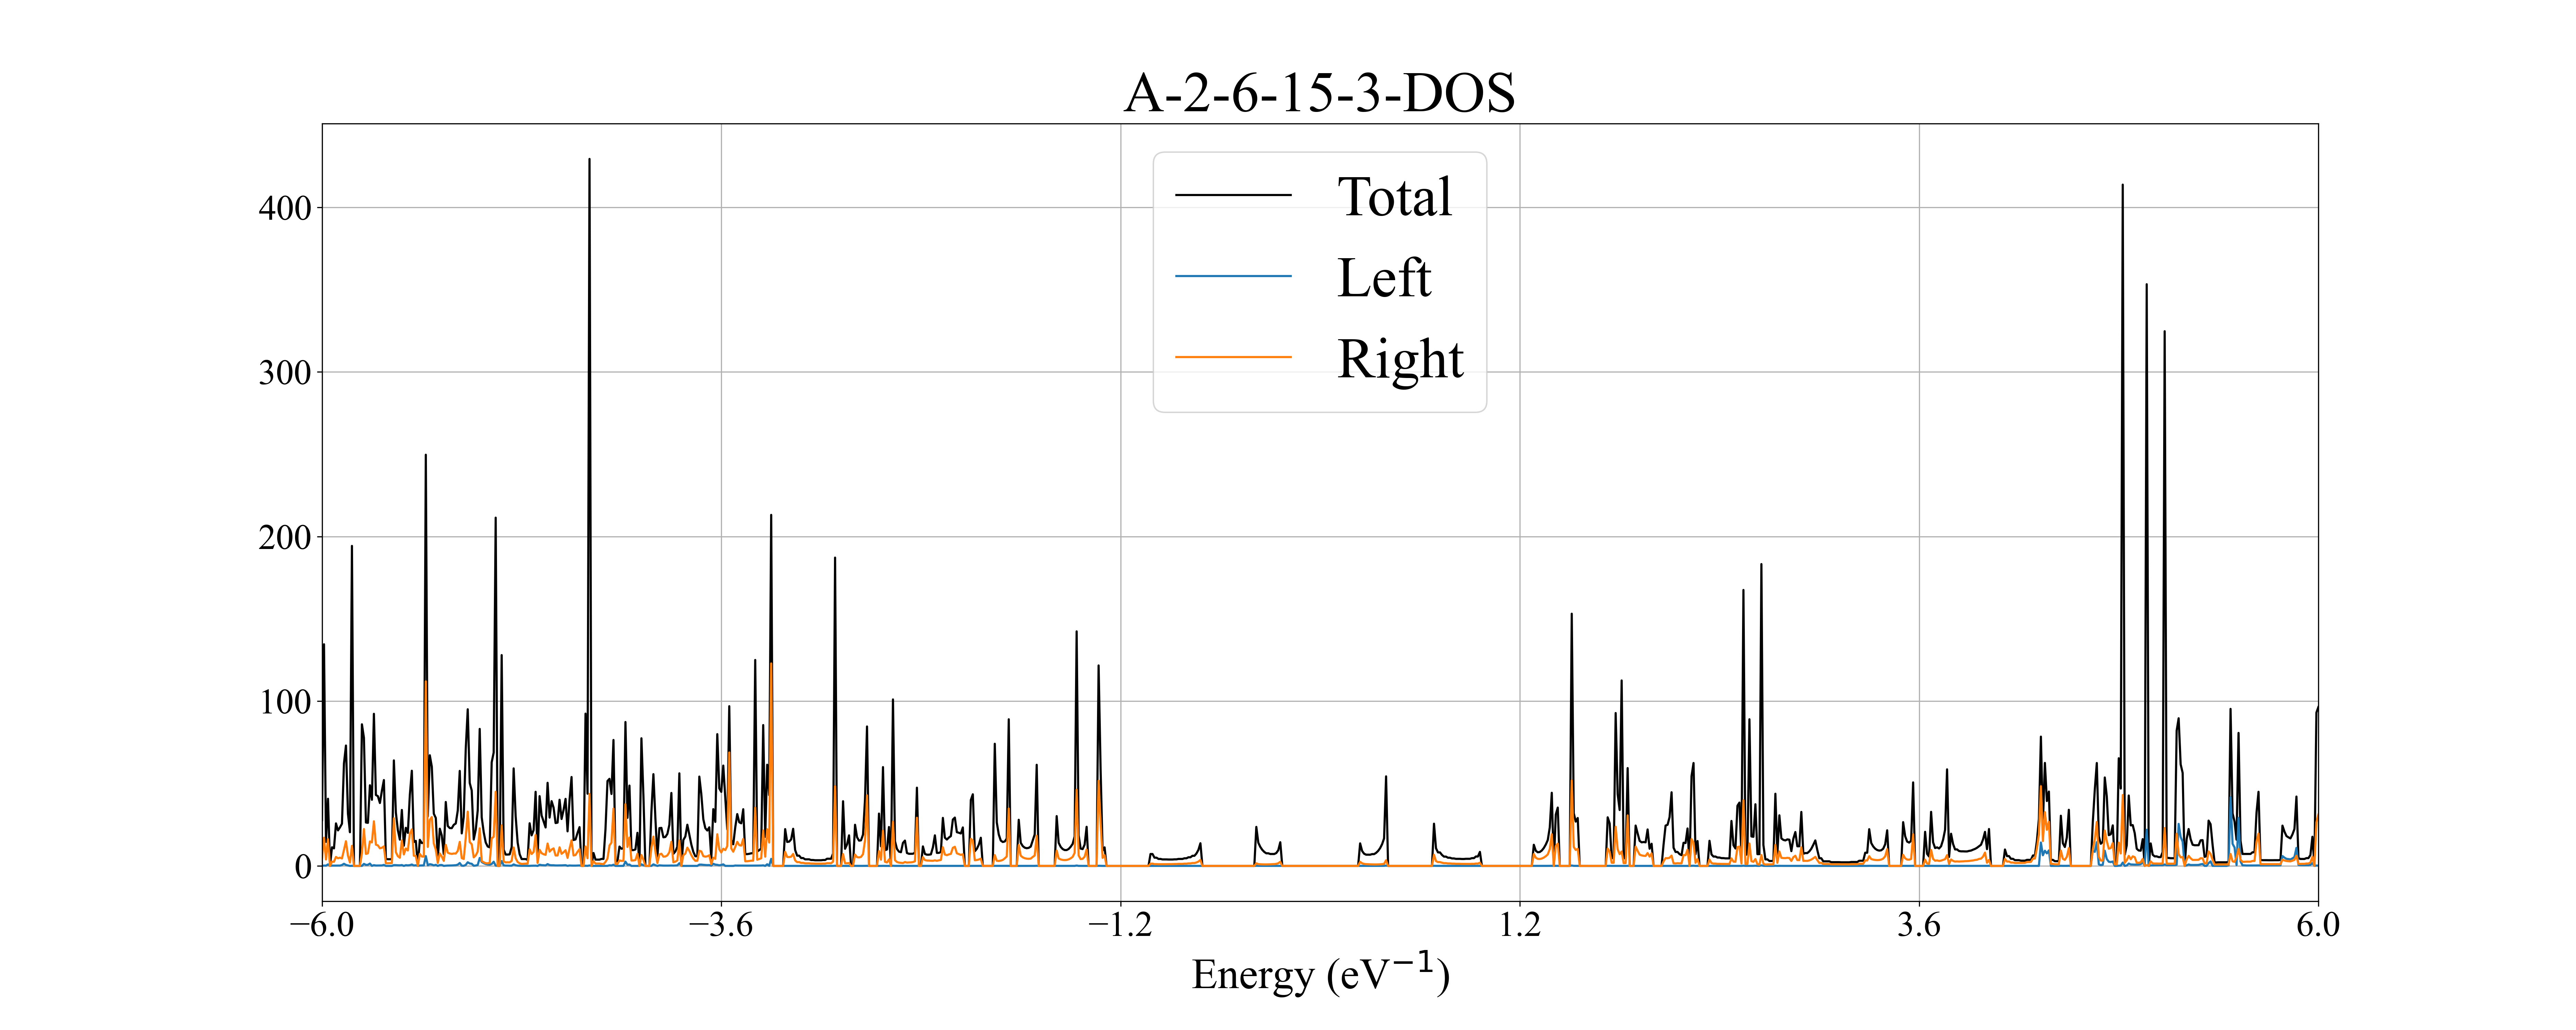 A-2-6-15-3-DOS
Total
Left
Right
400
300
200
100
0
−6.0 −3.6 −1.2 1.2 3.6 6.0
Energy (eV⁻¹)